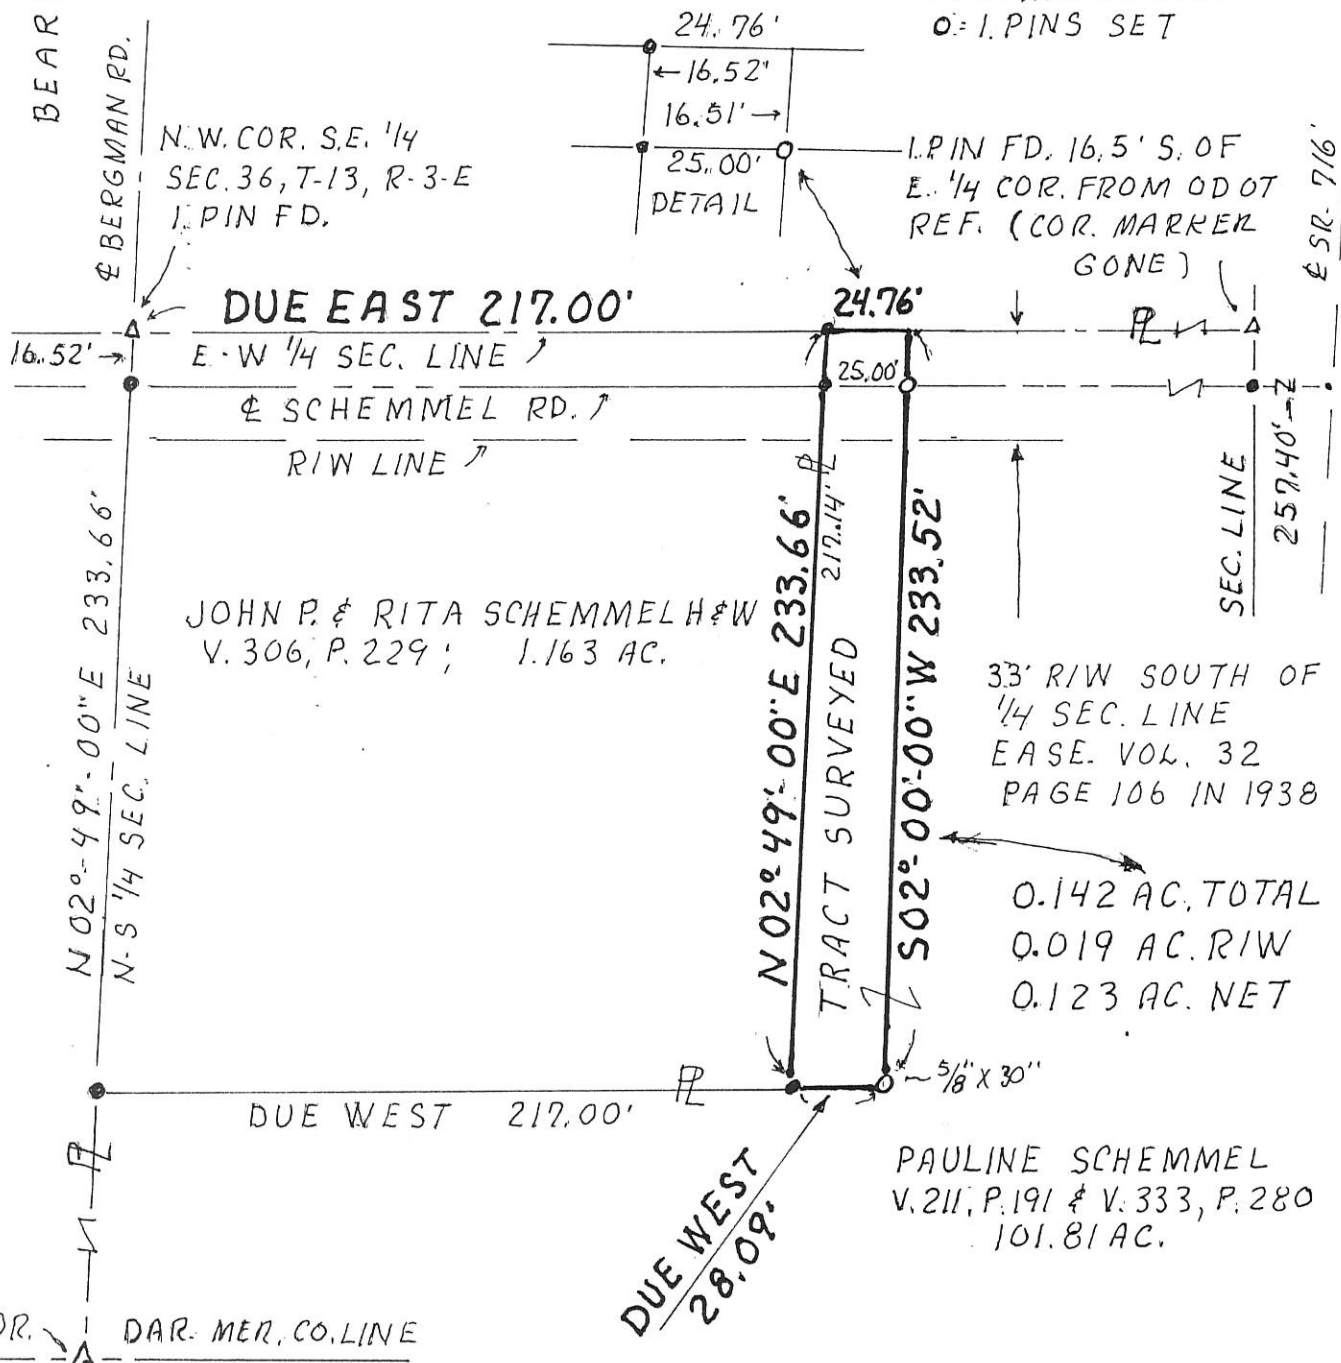 BEAR
℄ BERGMAN RD.
24.76'
←16.52'
16.51'→
25.00'
DETAIL
O = I. PINS SET
N.W. COR. S.E. 1/4
SEC. 36, T-13, R-3-E
I. PIN FD.
I. PIN FD. 16.5' S. OF
E. 1/4 COR. FROM ODOT
REF. (COR. MARKER
GONE)
℄ SR-716
DUE EAST 217.00'
24.76'
16.52'→
E-W 1/4 SEC. LINE
25.00'
℄ SCHEMMEL RD.
R/W LINE
PL
PL
257.40'-Z
SEC. LINE
N 02°-49'-00" E 233.66'
N-S 1/4 SEC. LINE
JOHN P. & RITA SCHEMMEL H&W
V. 306, P. 229; 1.163 AC.
N 02°-49'-00" E 233.66'
217.14'
TRACT SURVEYED
S 02°-00'-00" W 233.52'
33' R/W SOUTH OF
1/4 SEC. LINE
EASE. VOL. 32
PAGE 106 IN 1938
0.142 AC. TOTAL
0.019 AC. R/W
0.123 AC. NET
5/8" X 30"
PL
DUE WEST 217.00'
PL
DUE WEST
28.09'
PAULINE SCHEMMEL
V. 211, P. 191 & V. 333, P. 280
101.81 AC.
OR.
DAR. MER. CO. LINE